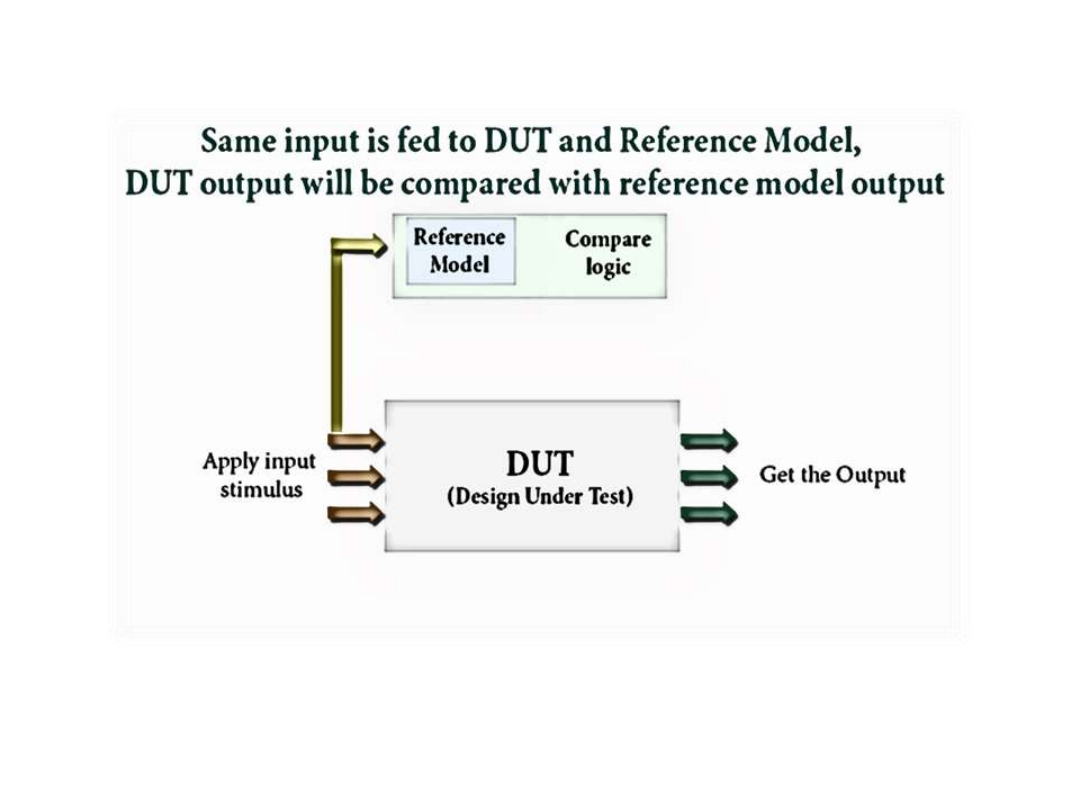 Same input is fed to DUT and Reference Model,
DUT output will be compared with reference model output
Reference
Model
Compare
logic
Apply input
stimulus
DUT
(Design Under Test)
Get the Output